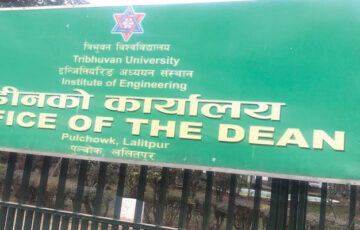 त्रिभुवन विश्वविद्यालय
Tribhuvan University
इन्जिनियरिङ अध्ययन संस्थान
Institute of Engineering
डीनको कार्यालय
FICE OF THE DEAN
Pulchowk, Lalitpur
पुल्चोक, ललितपुर